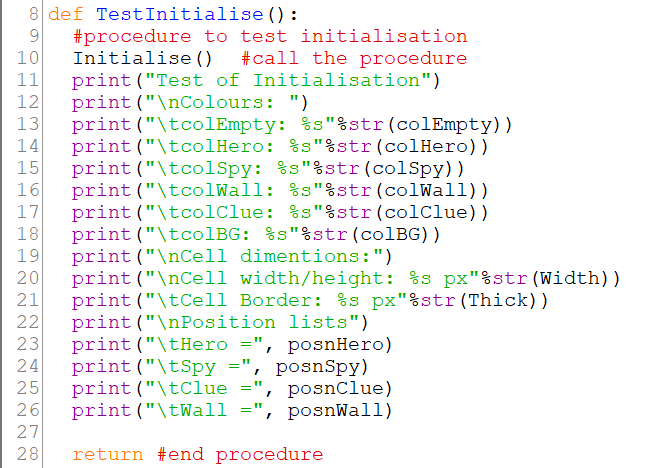 8 def TestInitialise():
9   #procedure to test initialisation
10   Initialise()  #call the procedure
11   print("Test of Initialisation")
12   print("\nColours: ")
13   print("\tcolEmpty: %s"%str(colEmpty))
14   print("\tcolHero: %s"%str(colHero))
15   print("\tcolSpy: %s"%str(colSpy))
16   print("\tcolWall: %s"%str(colWall))
17   print("\tcolClue: %s"%str(colClue))
18   print("\tcolBG: %s"%str(colBG))
19   print("\nCell dimentions:")
20   print("\nCell width/height: %s px"%str(Width))
21   print("\tCell Border: %s px"%str(Thick))
22   print("\nPosition lists")
23   print("\tHero =", posnHero)
24   print("\tSpy =", posnSpy)
25   print("\tClue =", posnClue)
26   print("\tWall =", posnWall)
27
28   return #end procedure